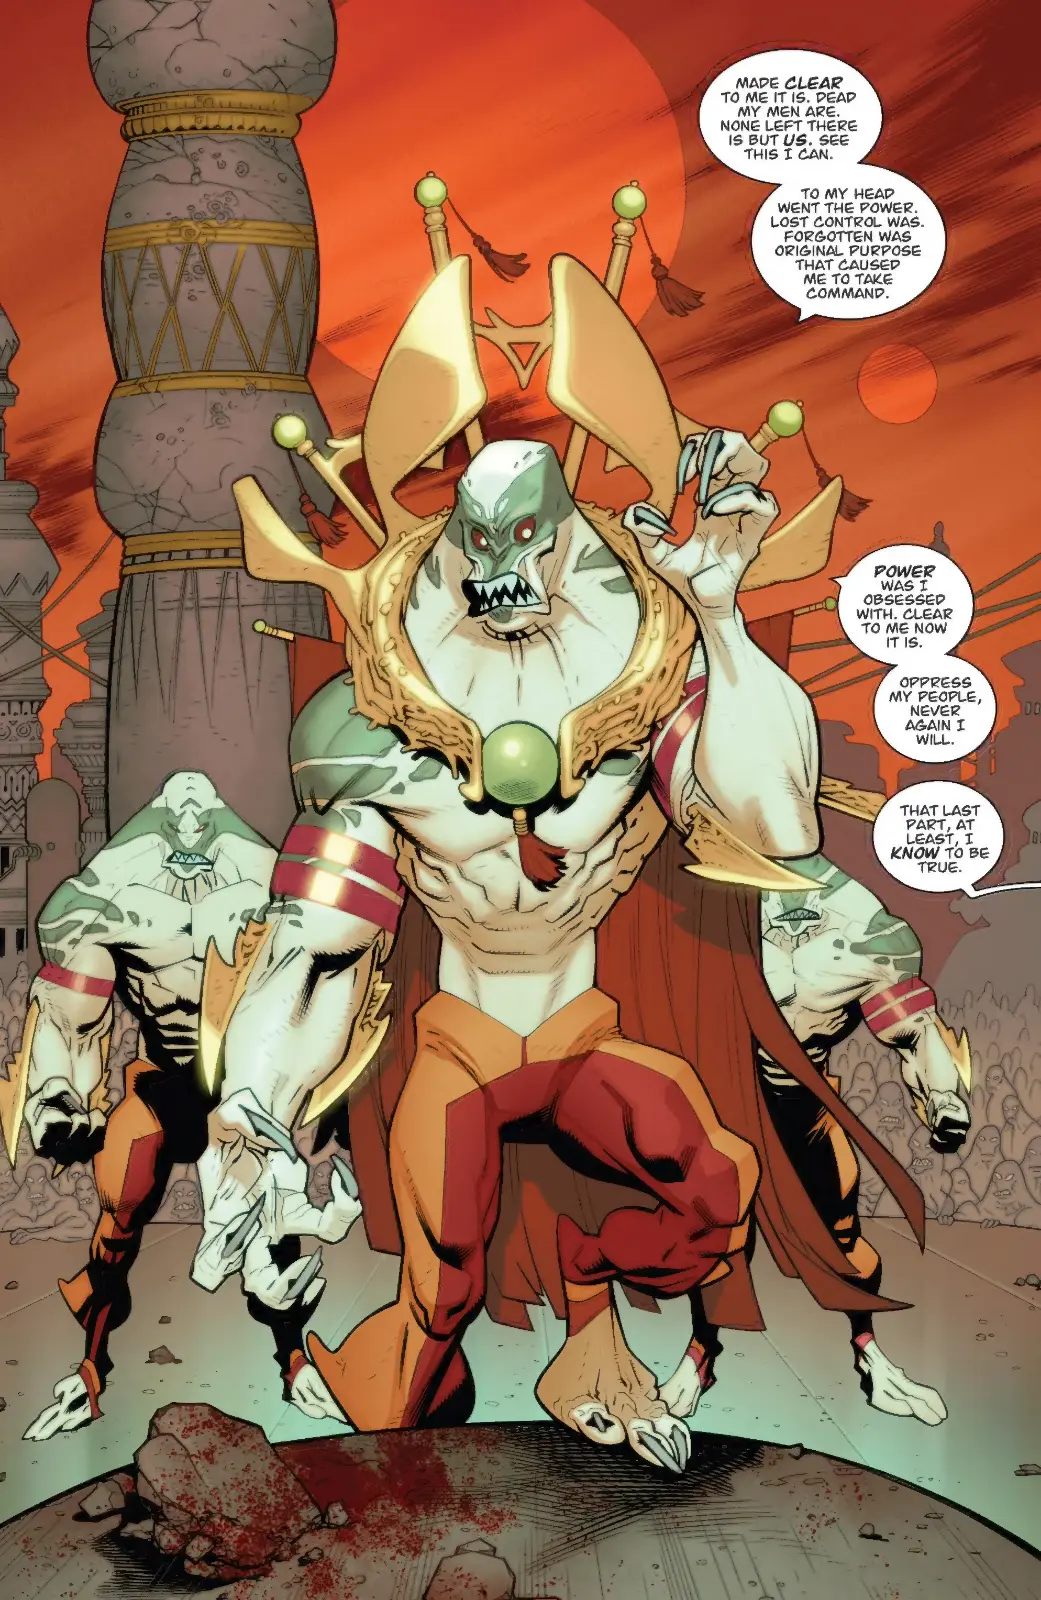 MADE CLEAR
TO ME IT IS. DEAD
MY MEN ARE.
NONE LEFT THERE
IS BUT US. SEE
THIS I CAN.
TO MY HEAD
WENT THE POWER.
LOST CONTROL WAS.
FORGOTTEN WAS
ORIGINAL PURPOSE
THAT CAUSED
ME TO TAKE
COMMAND.
POWER
WAS I
OBSESSED
WITH. CLEAR
TO ME NOW
IT IS.
OPPRESS
MY PEOPLE,
NEVER
AGAIN I
WILL.
THAT LAST
PART, AT
LEAST, I
KNOW TO BE
TRUE.